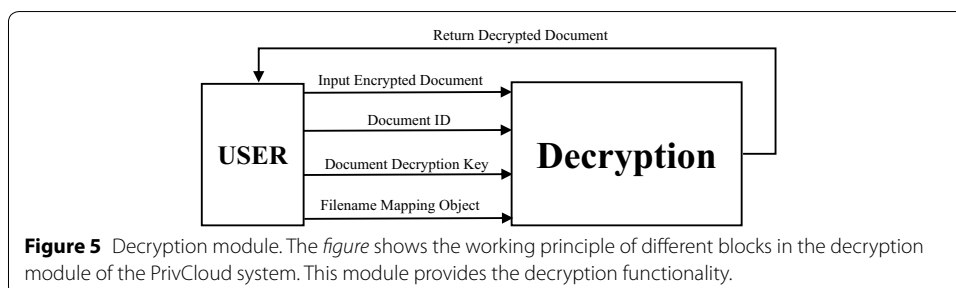 Return Decrypted Document
Input Encrypted Document
Document ID
USER
Decryption
Document Decryption Key
Filename Mapping Object
Figure 5 Decryption module. The figure shows the working principle of different blocks in the decryption
module of the PrivCloud system. This module provides the decryption functionality.